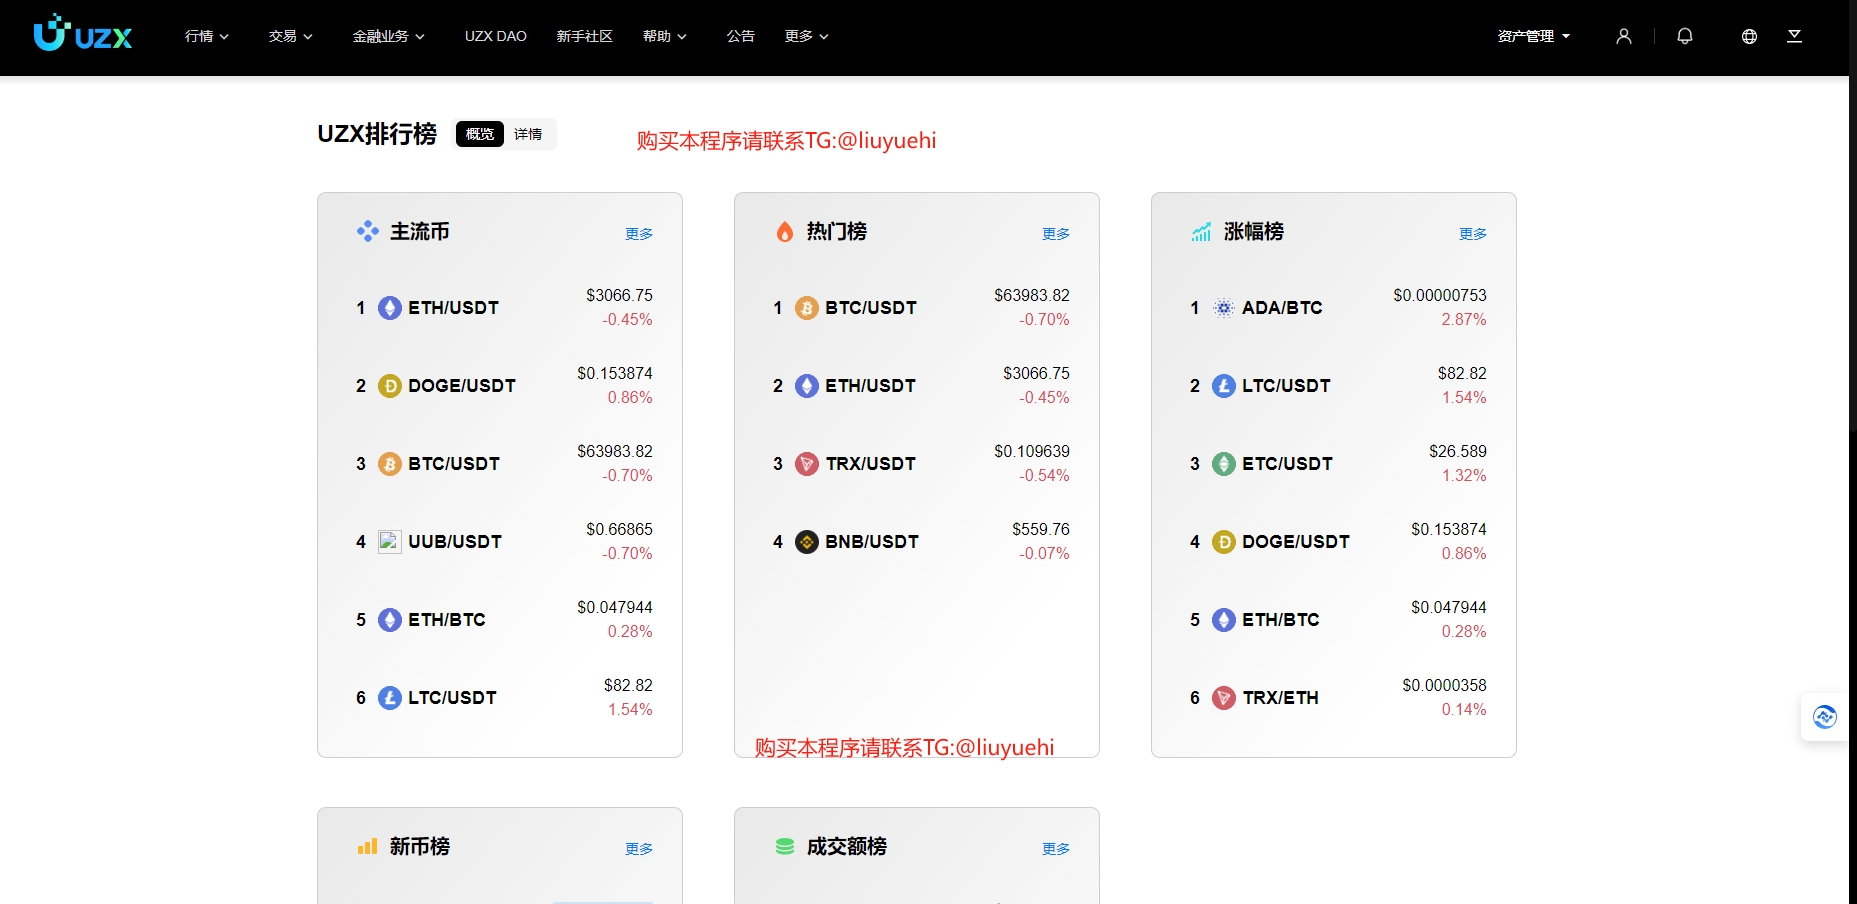 UZX 行情 交易 金融业务 UZX DAO 新手社区 帮助 公告 更多 资产管理
UZX排行榜 概览 详情
购买本程序请联系TG:@liuyuehi
主流币 更多
1 ETH/USDT $3066.75
-0.45%
2 DOGE/USDT $0.153874
0.86%
3 BTC/USDT $63983.82
-0.70%
4 UUB/USDT $0.66865
-0.70%
5 ETH/BTC $0.047944
0.28%
6 LTC/USDT $82.82
1.54%
热门榜 更多
1 BTC/USDT $63983.82
-0.70%
2 ETH/USDT $3066.75
-0.45%
3 TRX/USDT $0.109639
-0.54%
4 BNB/USDT $559.76
-0.07%
购买本程序请联系TG:@liuyuehi
涨幅榜 更多
1 ADA/BTC $0.00000753
2.87%
2 LTC/USDT $82.82
1.54%
3 ETC/USDT $26.589
1.32%
4 DOGE/USDT $0.153874
0.86%
5 ETH/BTC $0.047944
0.28%
6 TRX/ETH $0.0000358
0.14%
新币榜 更多
成交额榜 更多